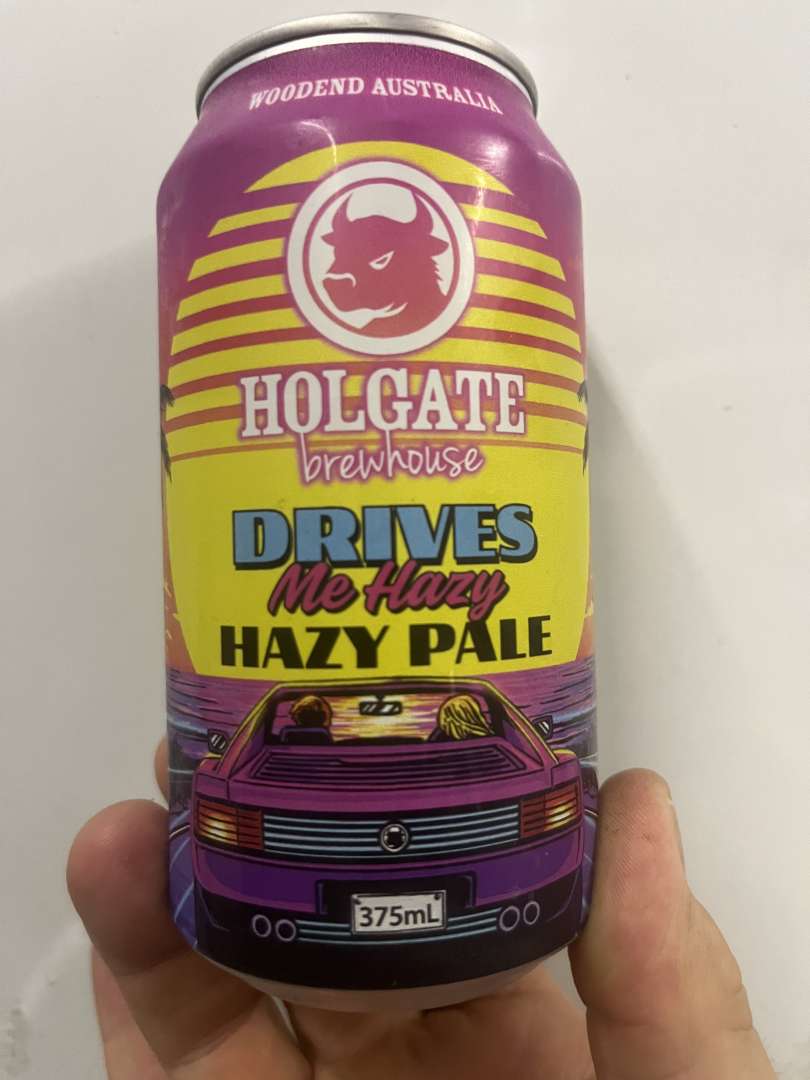 WOODEND AUSTRALIA
HOLGATE
brewhouse
DRIVES
Me Hazy
HAZY PALE
375mL